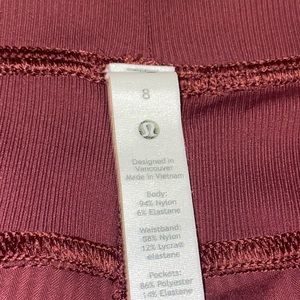 8
Designed in
Vancouver
Made in Vietnam
Body:
94% Nylon
6% Elastane
Waistband:
88% Nylon
12% Lycra®
elastane
Pockets:
86% Polyester
14% Elastane